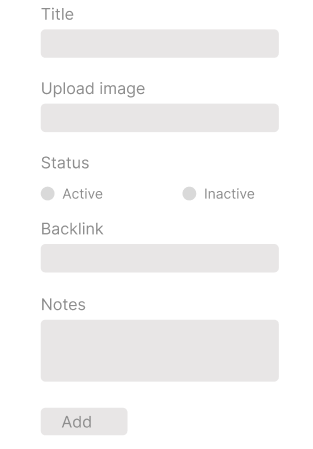 Title
Upload image
Status
Active Inactive
Backlink
Notes
Add